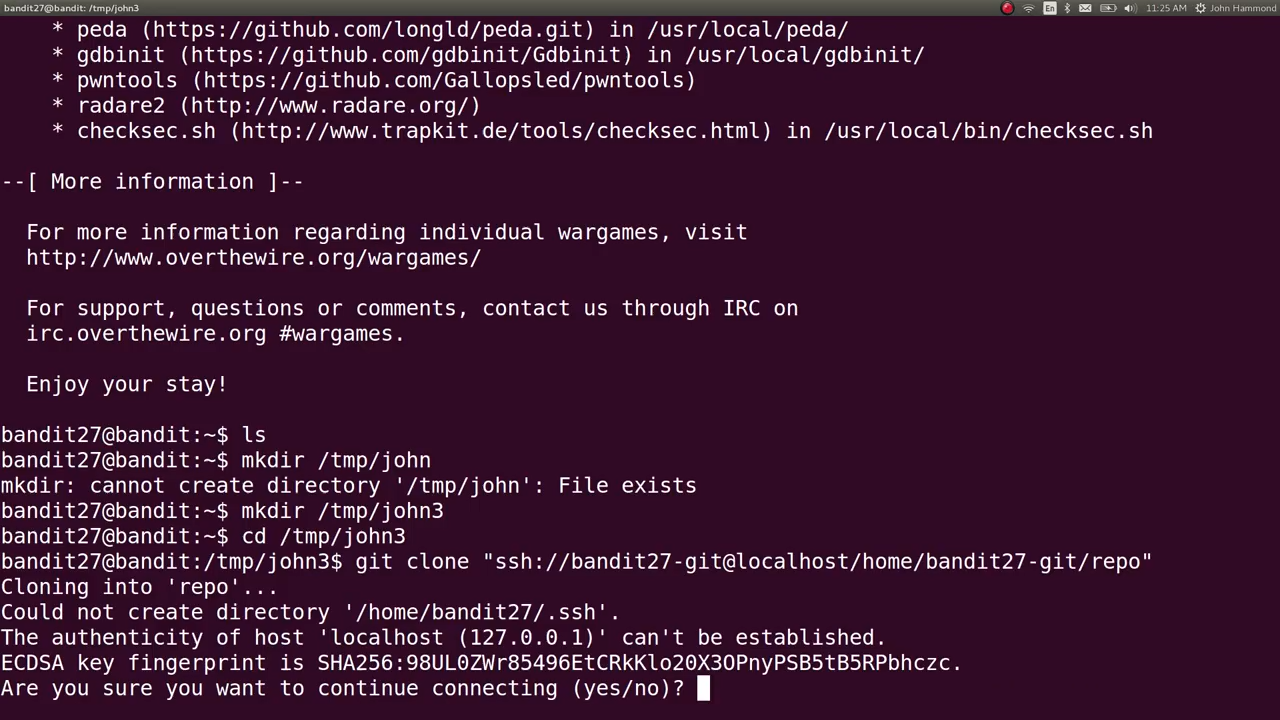 bandit27@bandit: /tmp/john3
En
11:25 AM
John Hammond
* peda (https://github.com/longld/peda.git) in /usr/local/peda/
* gdbinit (https://github.com/gdbinit/Gdbinit) in /usr/local/gdbinit/
* pwntools (https://github.com/Gallopsled/pwntools)
* radare2 (http://www.radare.org/)
* checksec.sh (http://www.trapkit.de/tools/checksec.html) in /usr/local/bin/checksec.sh
--[ More information ]--
For more information regarding individual wargames, visit
http://www.overthewire.org/wargames/
For support, questions or comments, contact us through IRC on
irc.overthewire.org #wargames.
Enjoy your stay!
bandit27@bandit:~$ ls
bandit27@bandit:~$ mkdir /tmp/john
mkdir: cannot create directory '/tmp/john': File exists
bandit27@bandit:~$ mkdir /tmp/john3
bandit27@bandit:~$ cd /tmp/john3
bandit27@bandit:/tmp/john3$ git clone "ssh://bandit27-git@localhost/home/bandit27-git/repo"
Cloning into 'repo'...
Could not create directory '/home/bandit27/.ssh'.
The authenticity of host 'localhost (127.0.0.1)' can't be established.
ECDSA key fingerprint is SHA256:98UL0ZWr85496EtCRkKlo20X3OPnyPSB5tB5RPbhczc.
Are you sure you want to continue connecting (yes/no)?